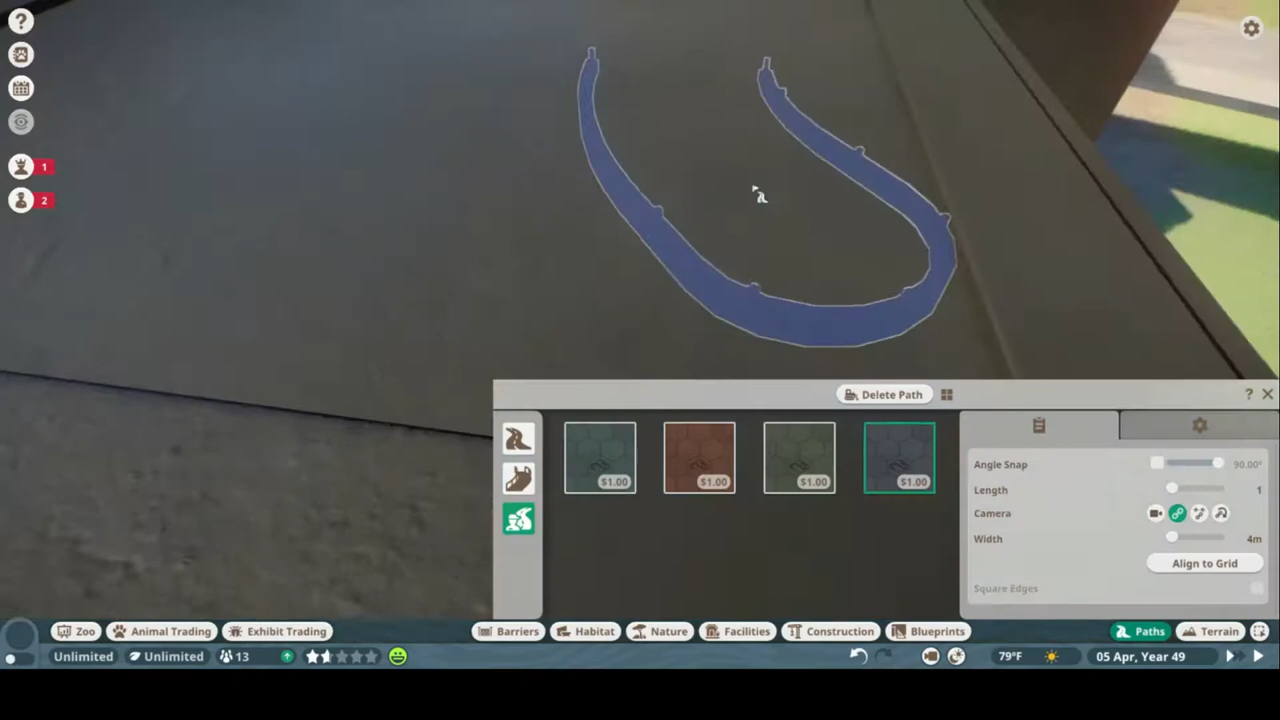 ?
1
2
Delete Path
?
$1.00 $1.00 $1.00 $1.00
Angle Snap 90.00°
Length 1
Camera
Width 4m
Align to Grid
Square Edges
Zoo Animal Trading Exhibit Trading Barriers Habitat Nature Facilities Construction Blueprints Paths Terrain
Unlimited Unlimited 13 79°F 05 Apr, Year 49